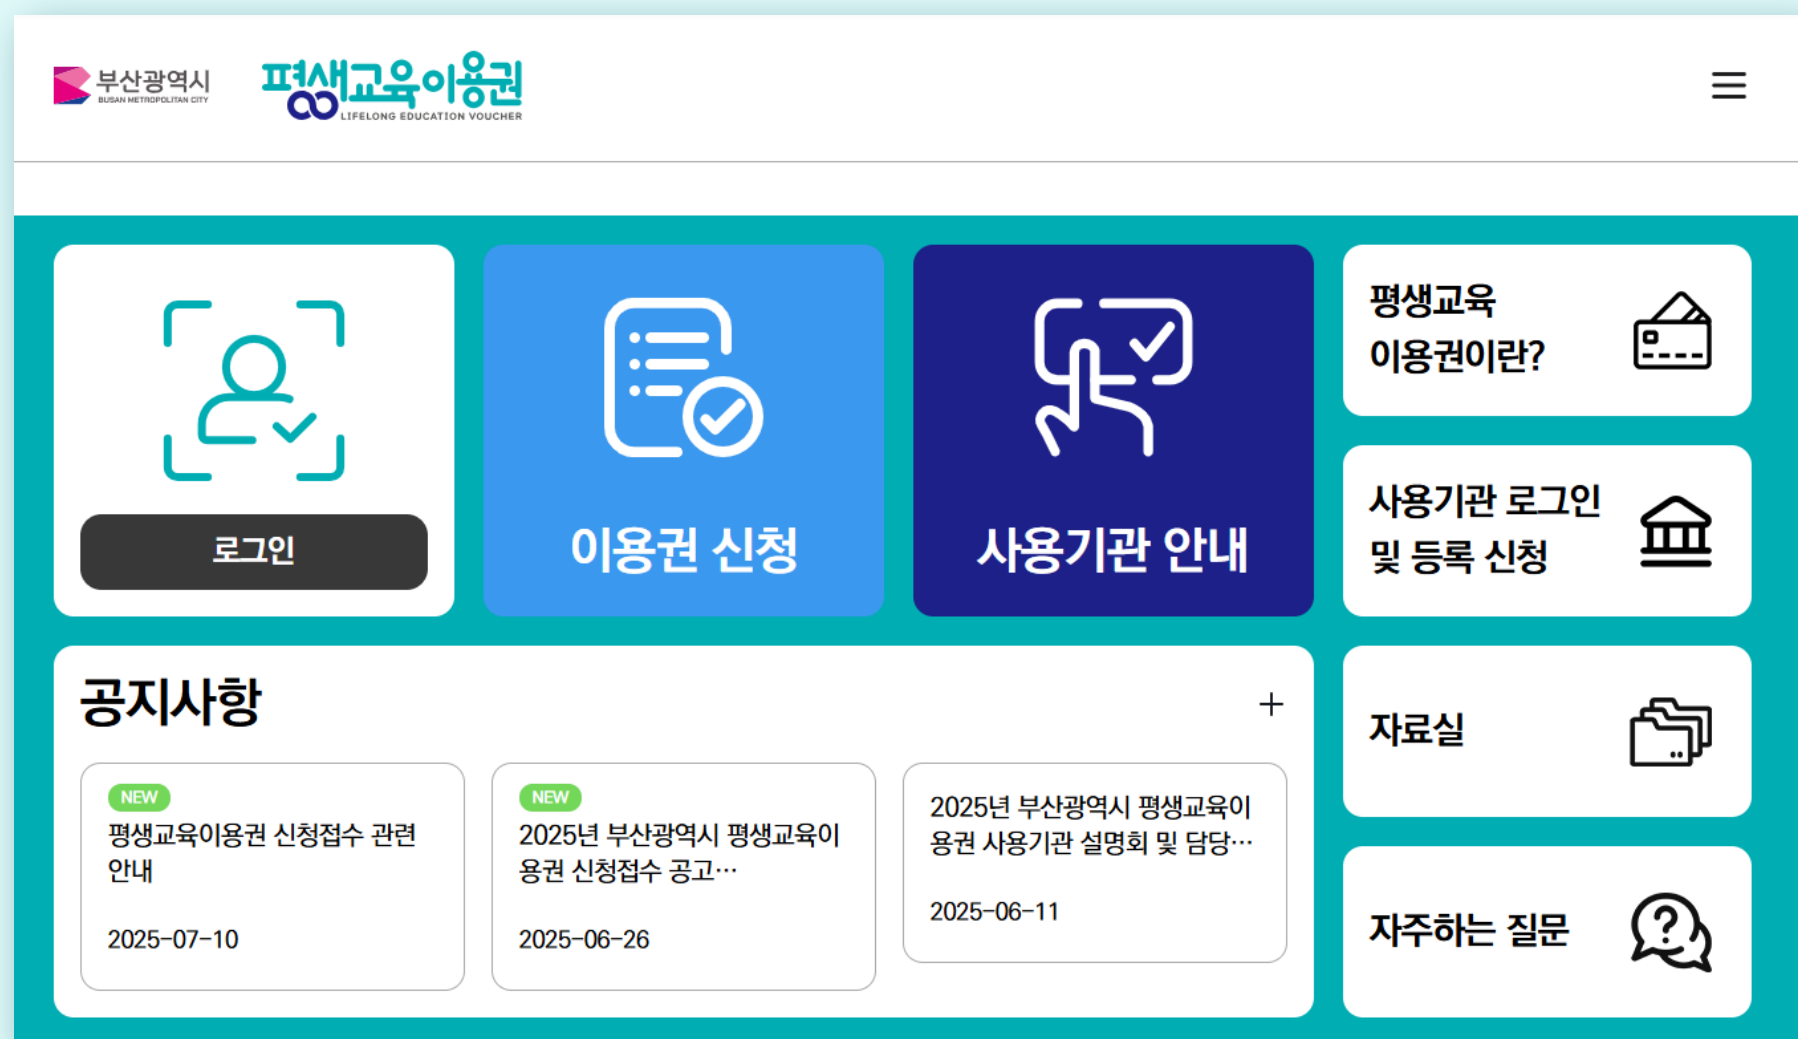 부산광역시
BUSAN METROPOLITAN CITY
평생교육이용권
LIFELONG EDUCATION VOUCHER
로그인
이용권 신청
사용기관 안내
평생교육
이용권이란?
사용기관 로그인
및 등록 신청
공지사항
NEW
평생교육이용권 신청접수 관련
안내
2025-07-10
NEW
2025년 부산광역시 평생교육이
용권 신청접수 공고…
2025-06-26
2025년 부산광역시 평생교육이
용권 사용기관 설명회 및 담당…
2025-06-11
자료실
자주하는 질문